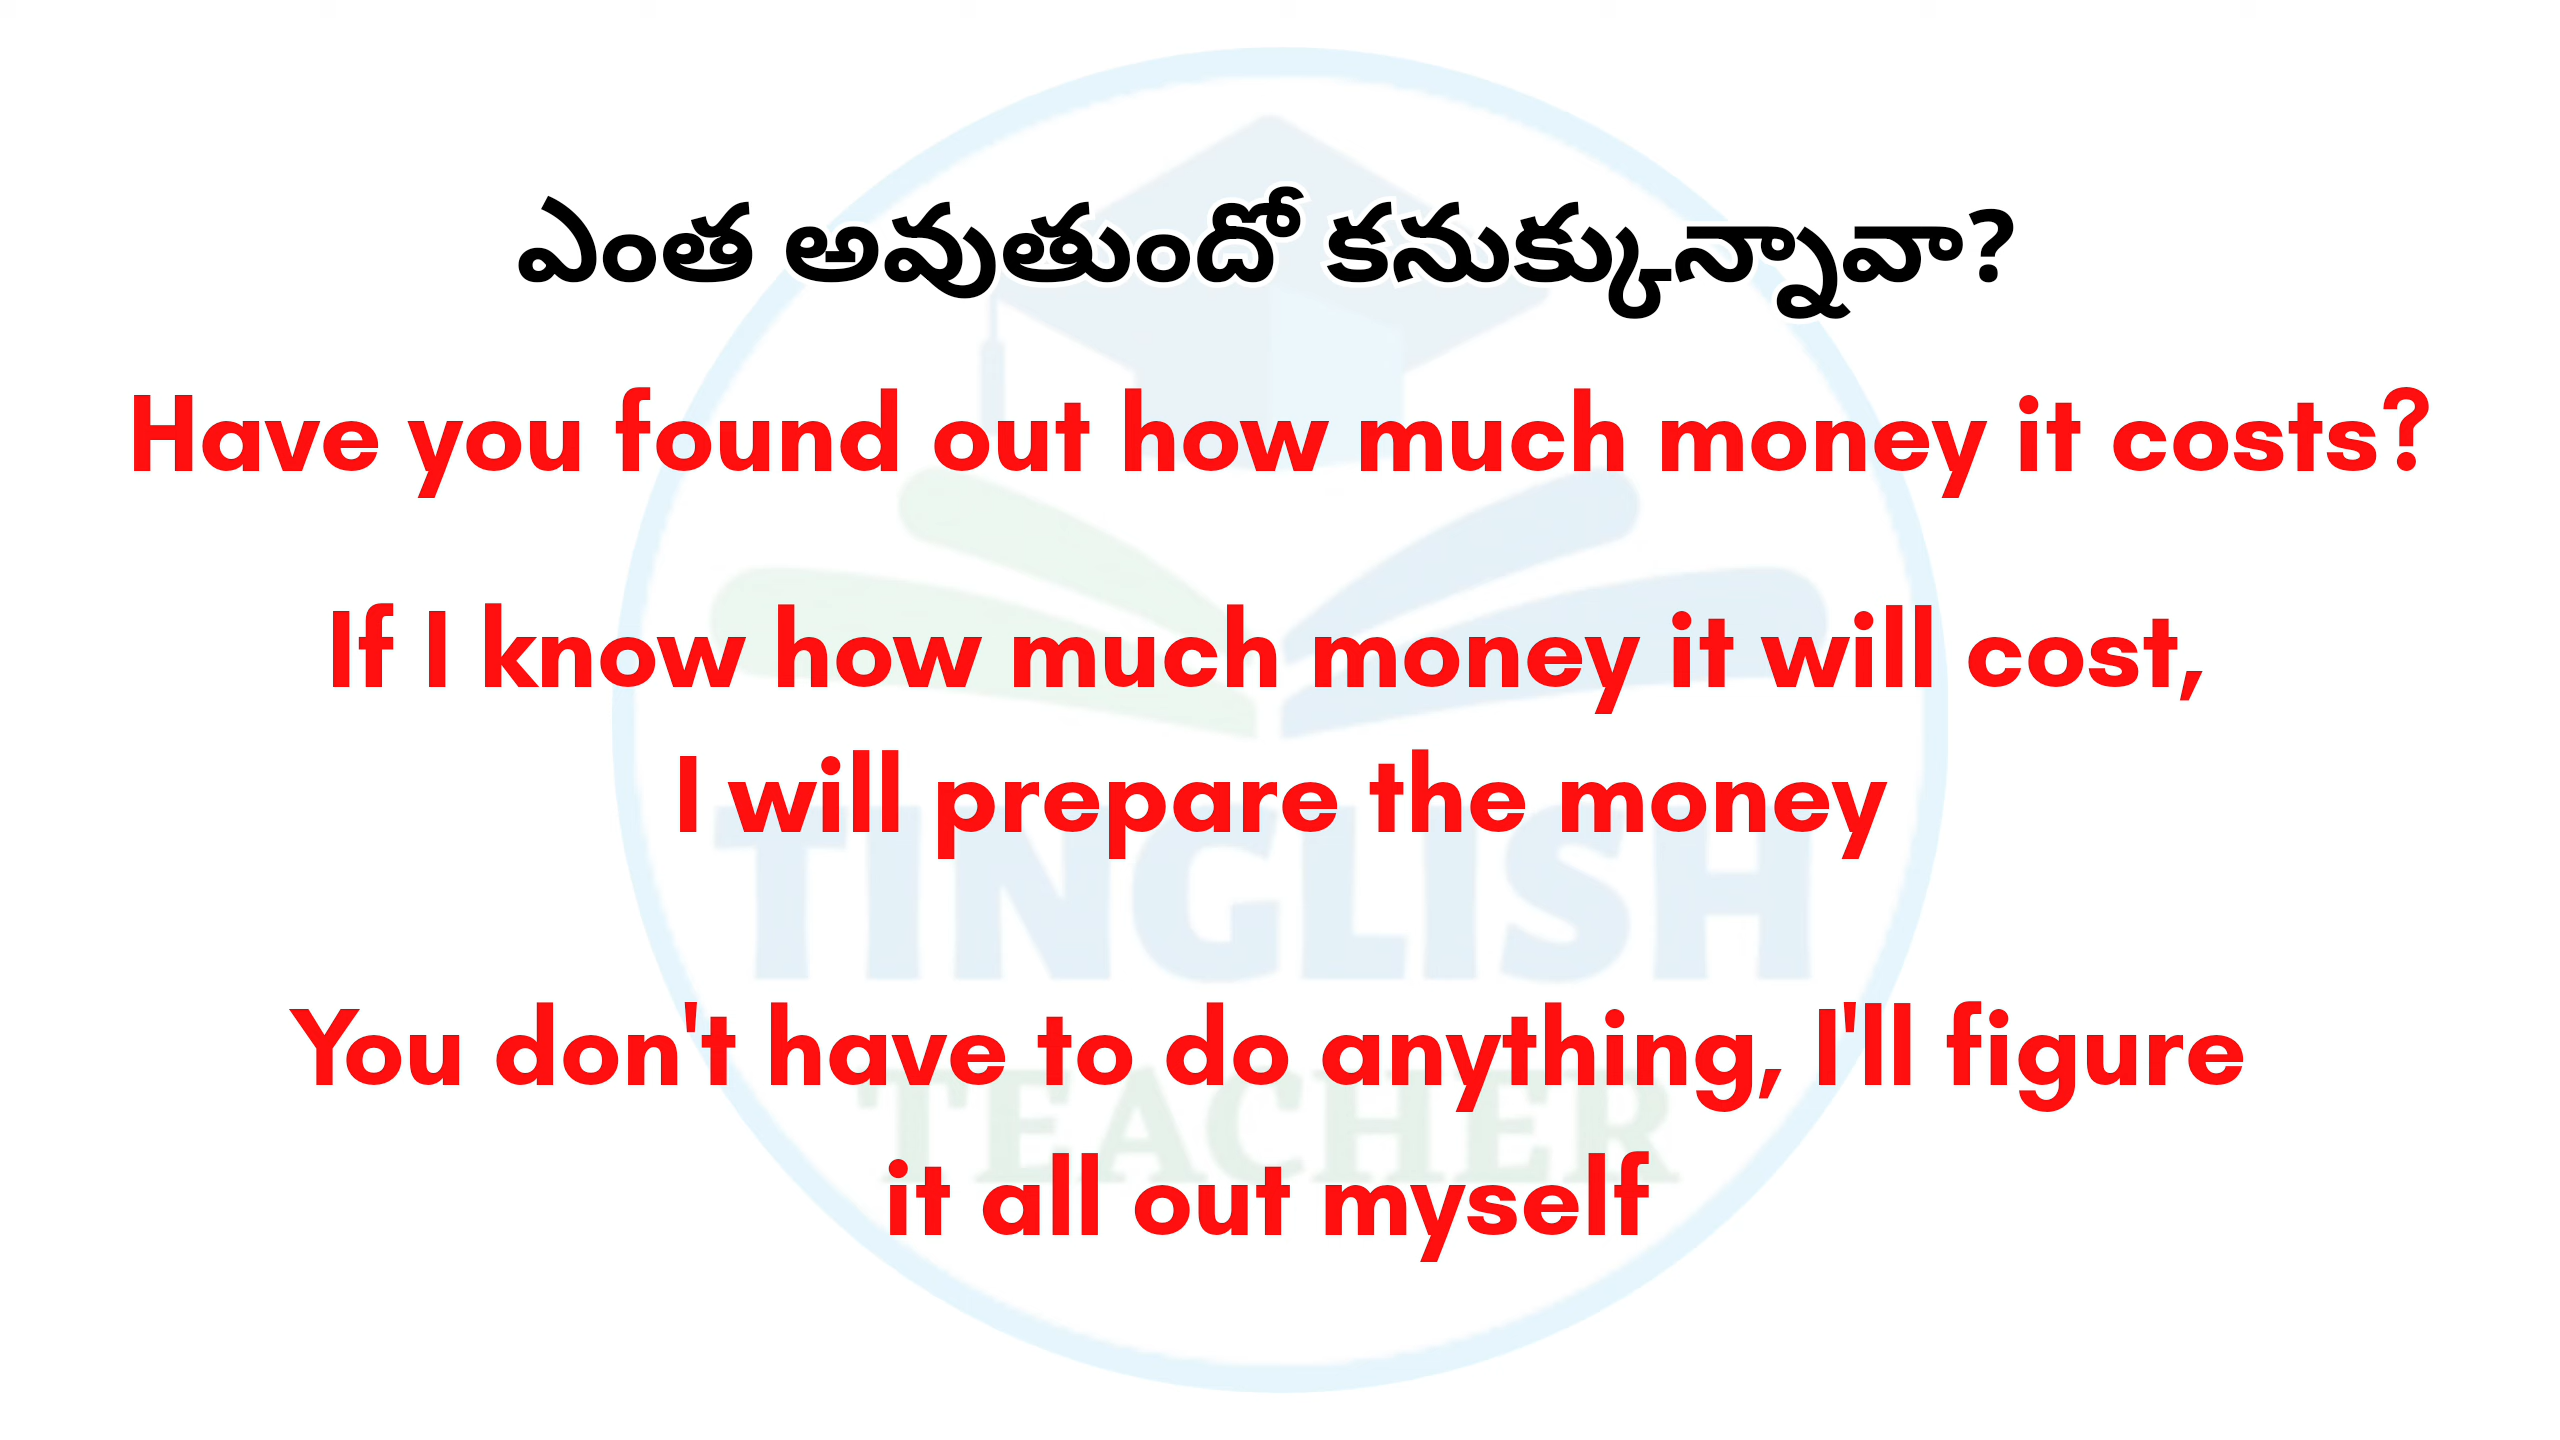 ఎంత అవుతుందో కనుక్కున్నావా?
Have you found out how much money it costs?
If I know how much money it will cost,
I will prepare the money
TINGLISH
You don't have to do anything, I'll figure
TEACHER
it all out myself